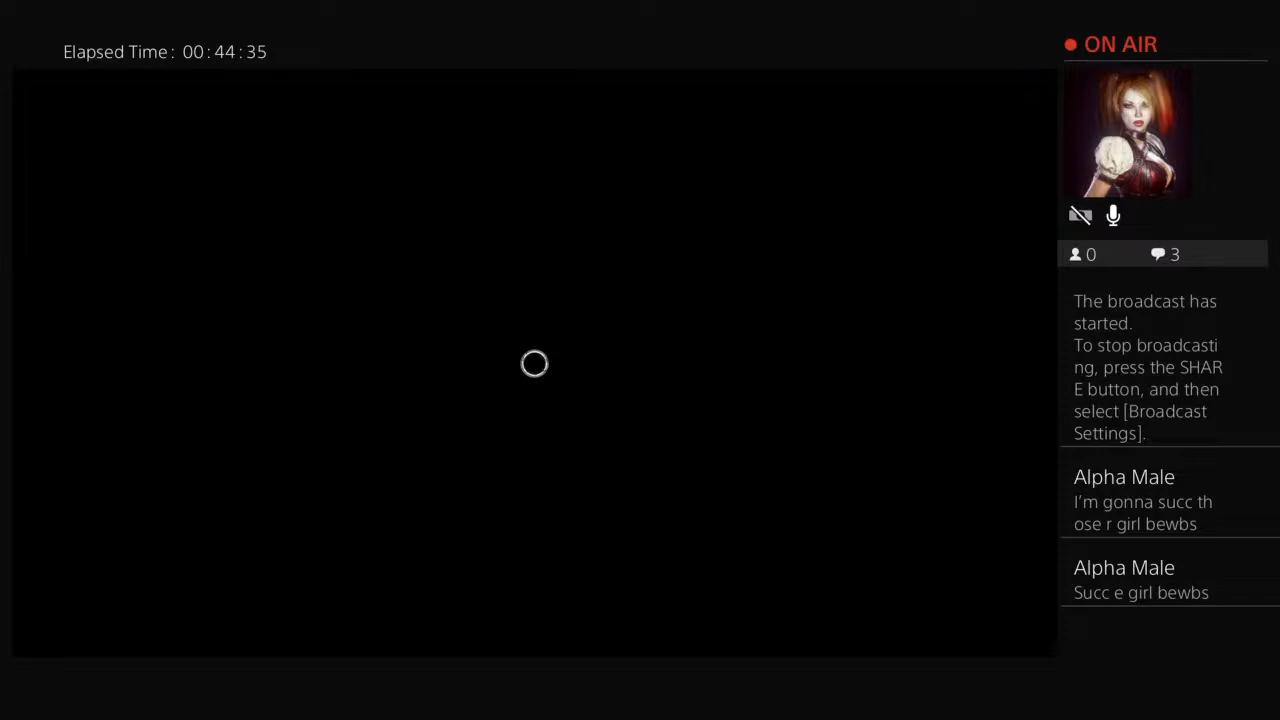 Elapsed Time: 00:44:35
ON AIR
0 3
The broadcast has
started.
To stop broadcasti
ng, press the SHAR
E button, and then
select [Broadcast
Settings].
Alpha Male
I'm gonna succ th
ose r girl bewbs
Alpha Male
Succ e girl bewbs